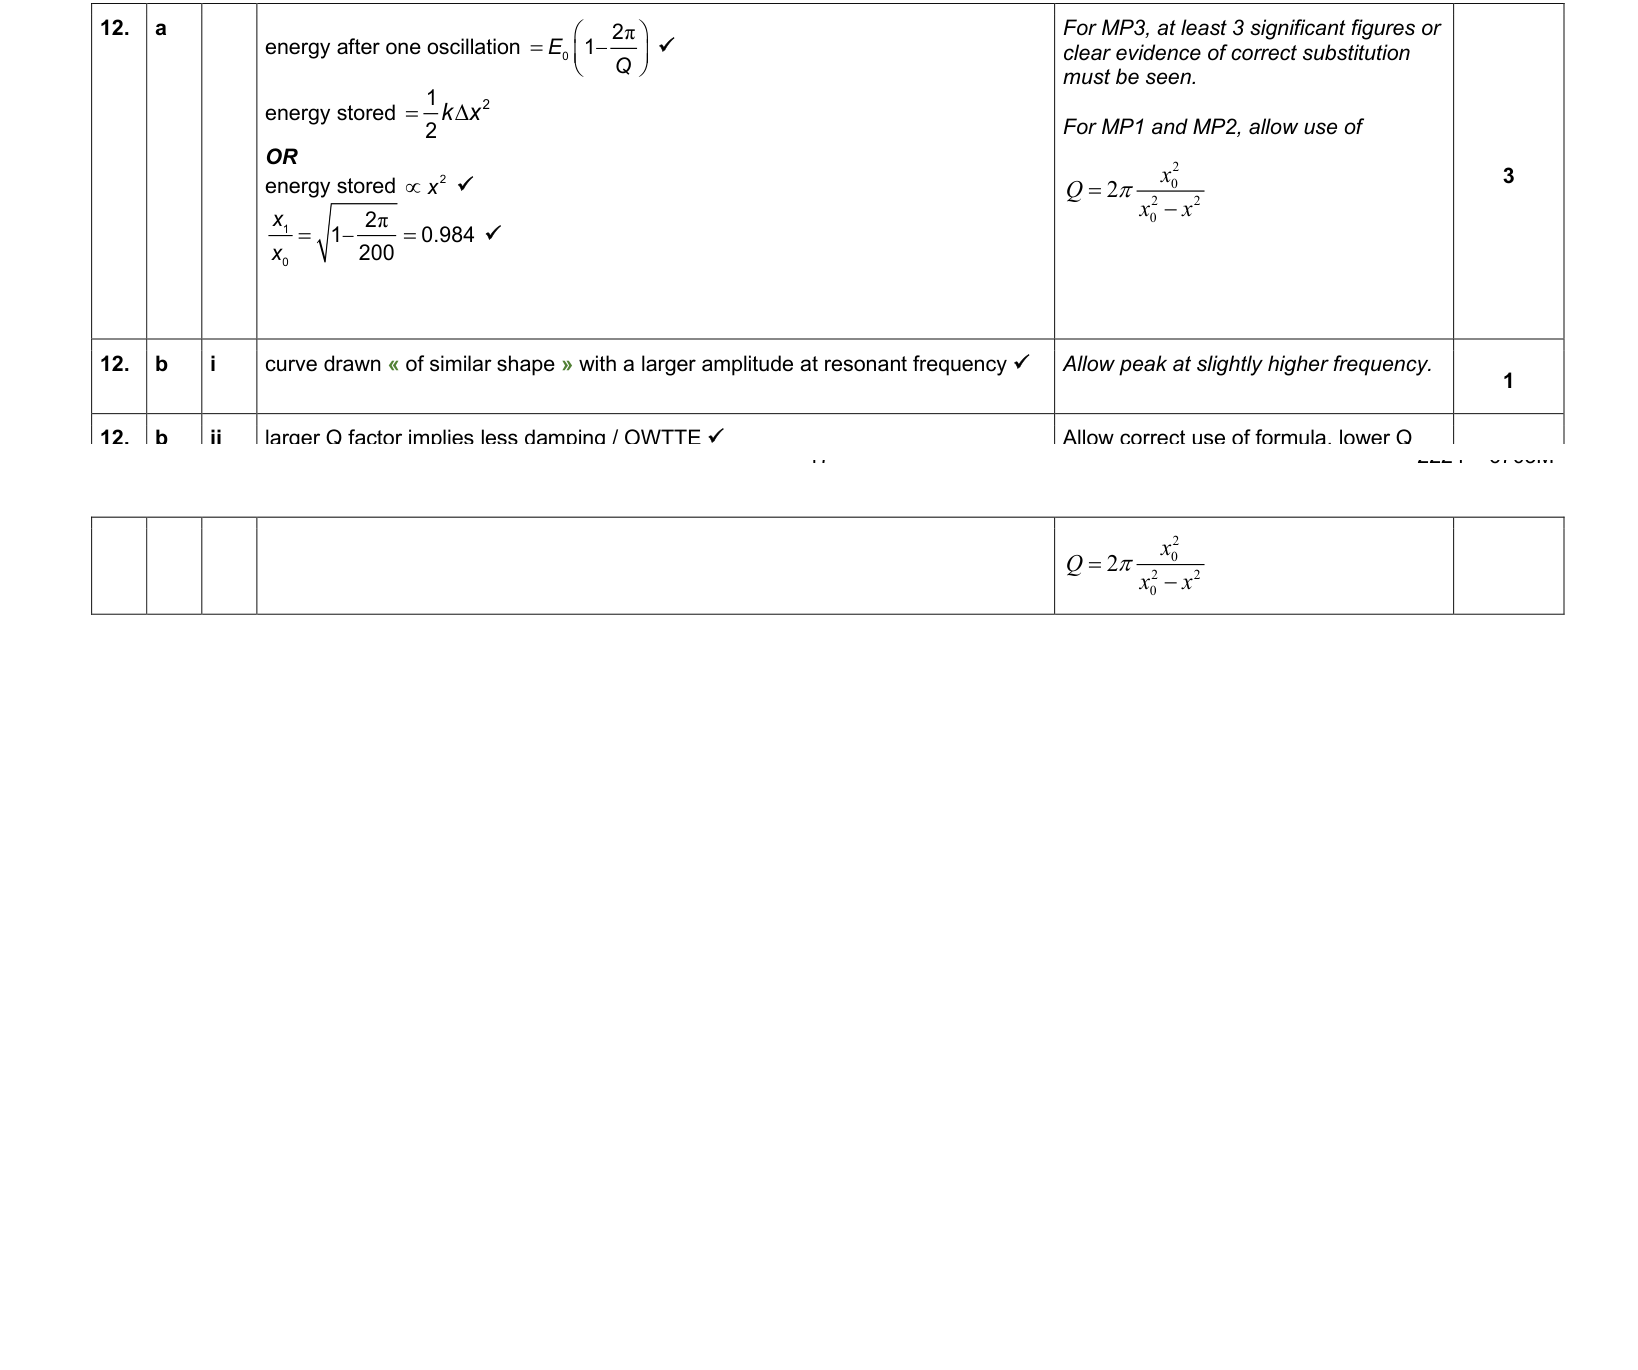 12. a
energy after one oscillation = E₀(1 − 2π/Q) ✓
energy stored = 1/2 kΔx²
OR
energy stored ∝ x² ✓
x₁/x₀ = √(1 − 2π/200) = 0.984 ✓
For MP3, at least 3 significant figures or
clear evidence of correct substitution
must be seen.
For MP1 and MP2, allow use of
Q = 2π x₀²/(x₀² − x²)
3
12. b i curve drawn « of similar shape » with a larger amplitude at resonant frequency ✓
Allow peak at slightly higher frequency.
1
12. b ii larger Q factor implies less damping / OWTTE ✓
Allow correct use of formula, lower Q
Q = 2π x₀²/(x₀² − x²)